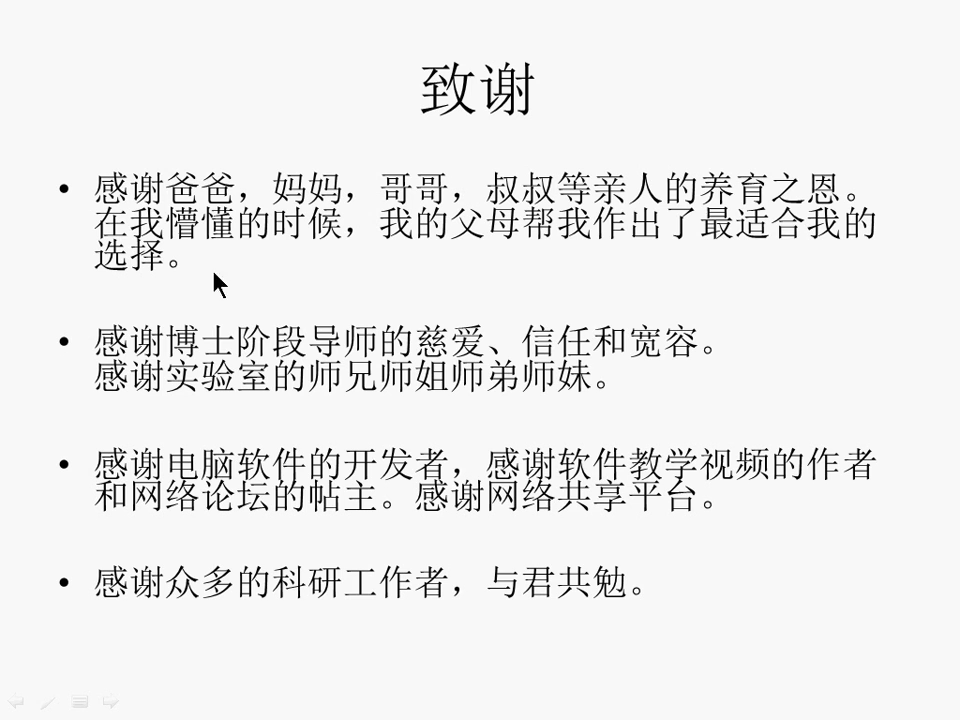 致谢
• 感谢爸爸，妈妈，哥哥，叔叔等亲人的养育之恩。
在我懵懂的时候，我的父母帮我作出了最适合我的
选择。
• 感谢博士阶段导师的慈爱、信任和宽容。
感谢实验室的师兄师姐师弟师妹。
• 感谢电脑软件的开发者，感谢软件教学视频的作者
和网络论坛的帖主。感谢网络共享平台。
• 感谢众多的科研工作者，与君共勉。